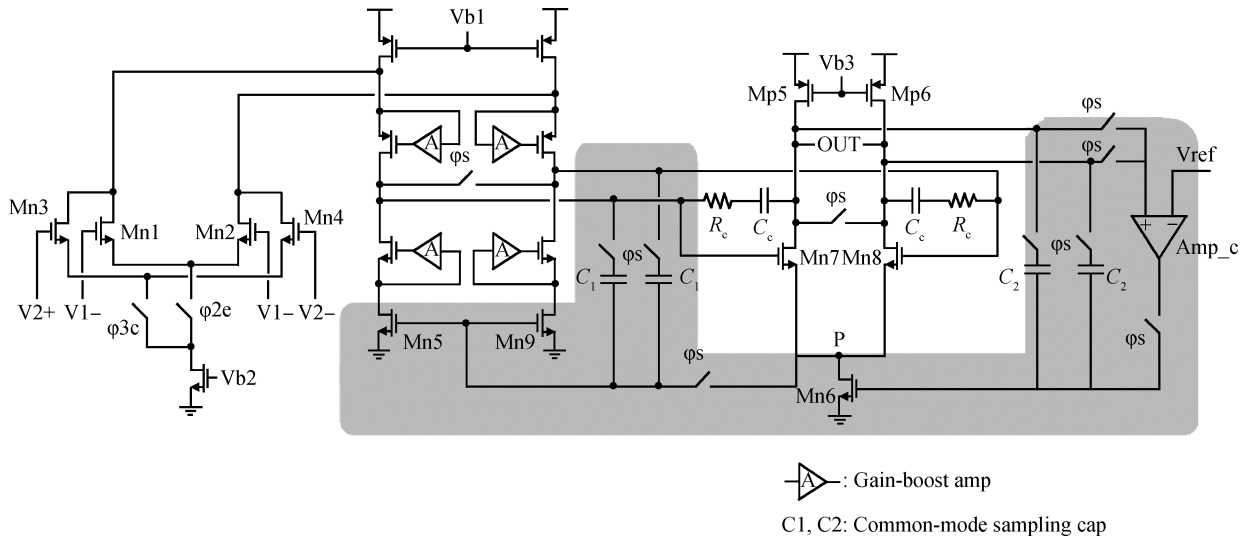 Vb1
Vb3
Mp5
Mp6
φs
φs
Vref
A
A
φs
OUT
+
−
Amp_c
Mn3
Mn1
Mn2
Mn4
Rc
Cc
φs
Cc
Rc
A
A
φs
C1
C1
Mn7
Mn8
C2
φs
C2
V2+
V1−
φ3c
φ2e
V1−
V2−
Mn5
Mn9
φs
P
φs
Vb2
Mn6
A
: Gain-boost amp
C1, C2: Common-mode sampling cap